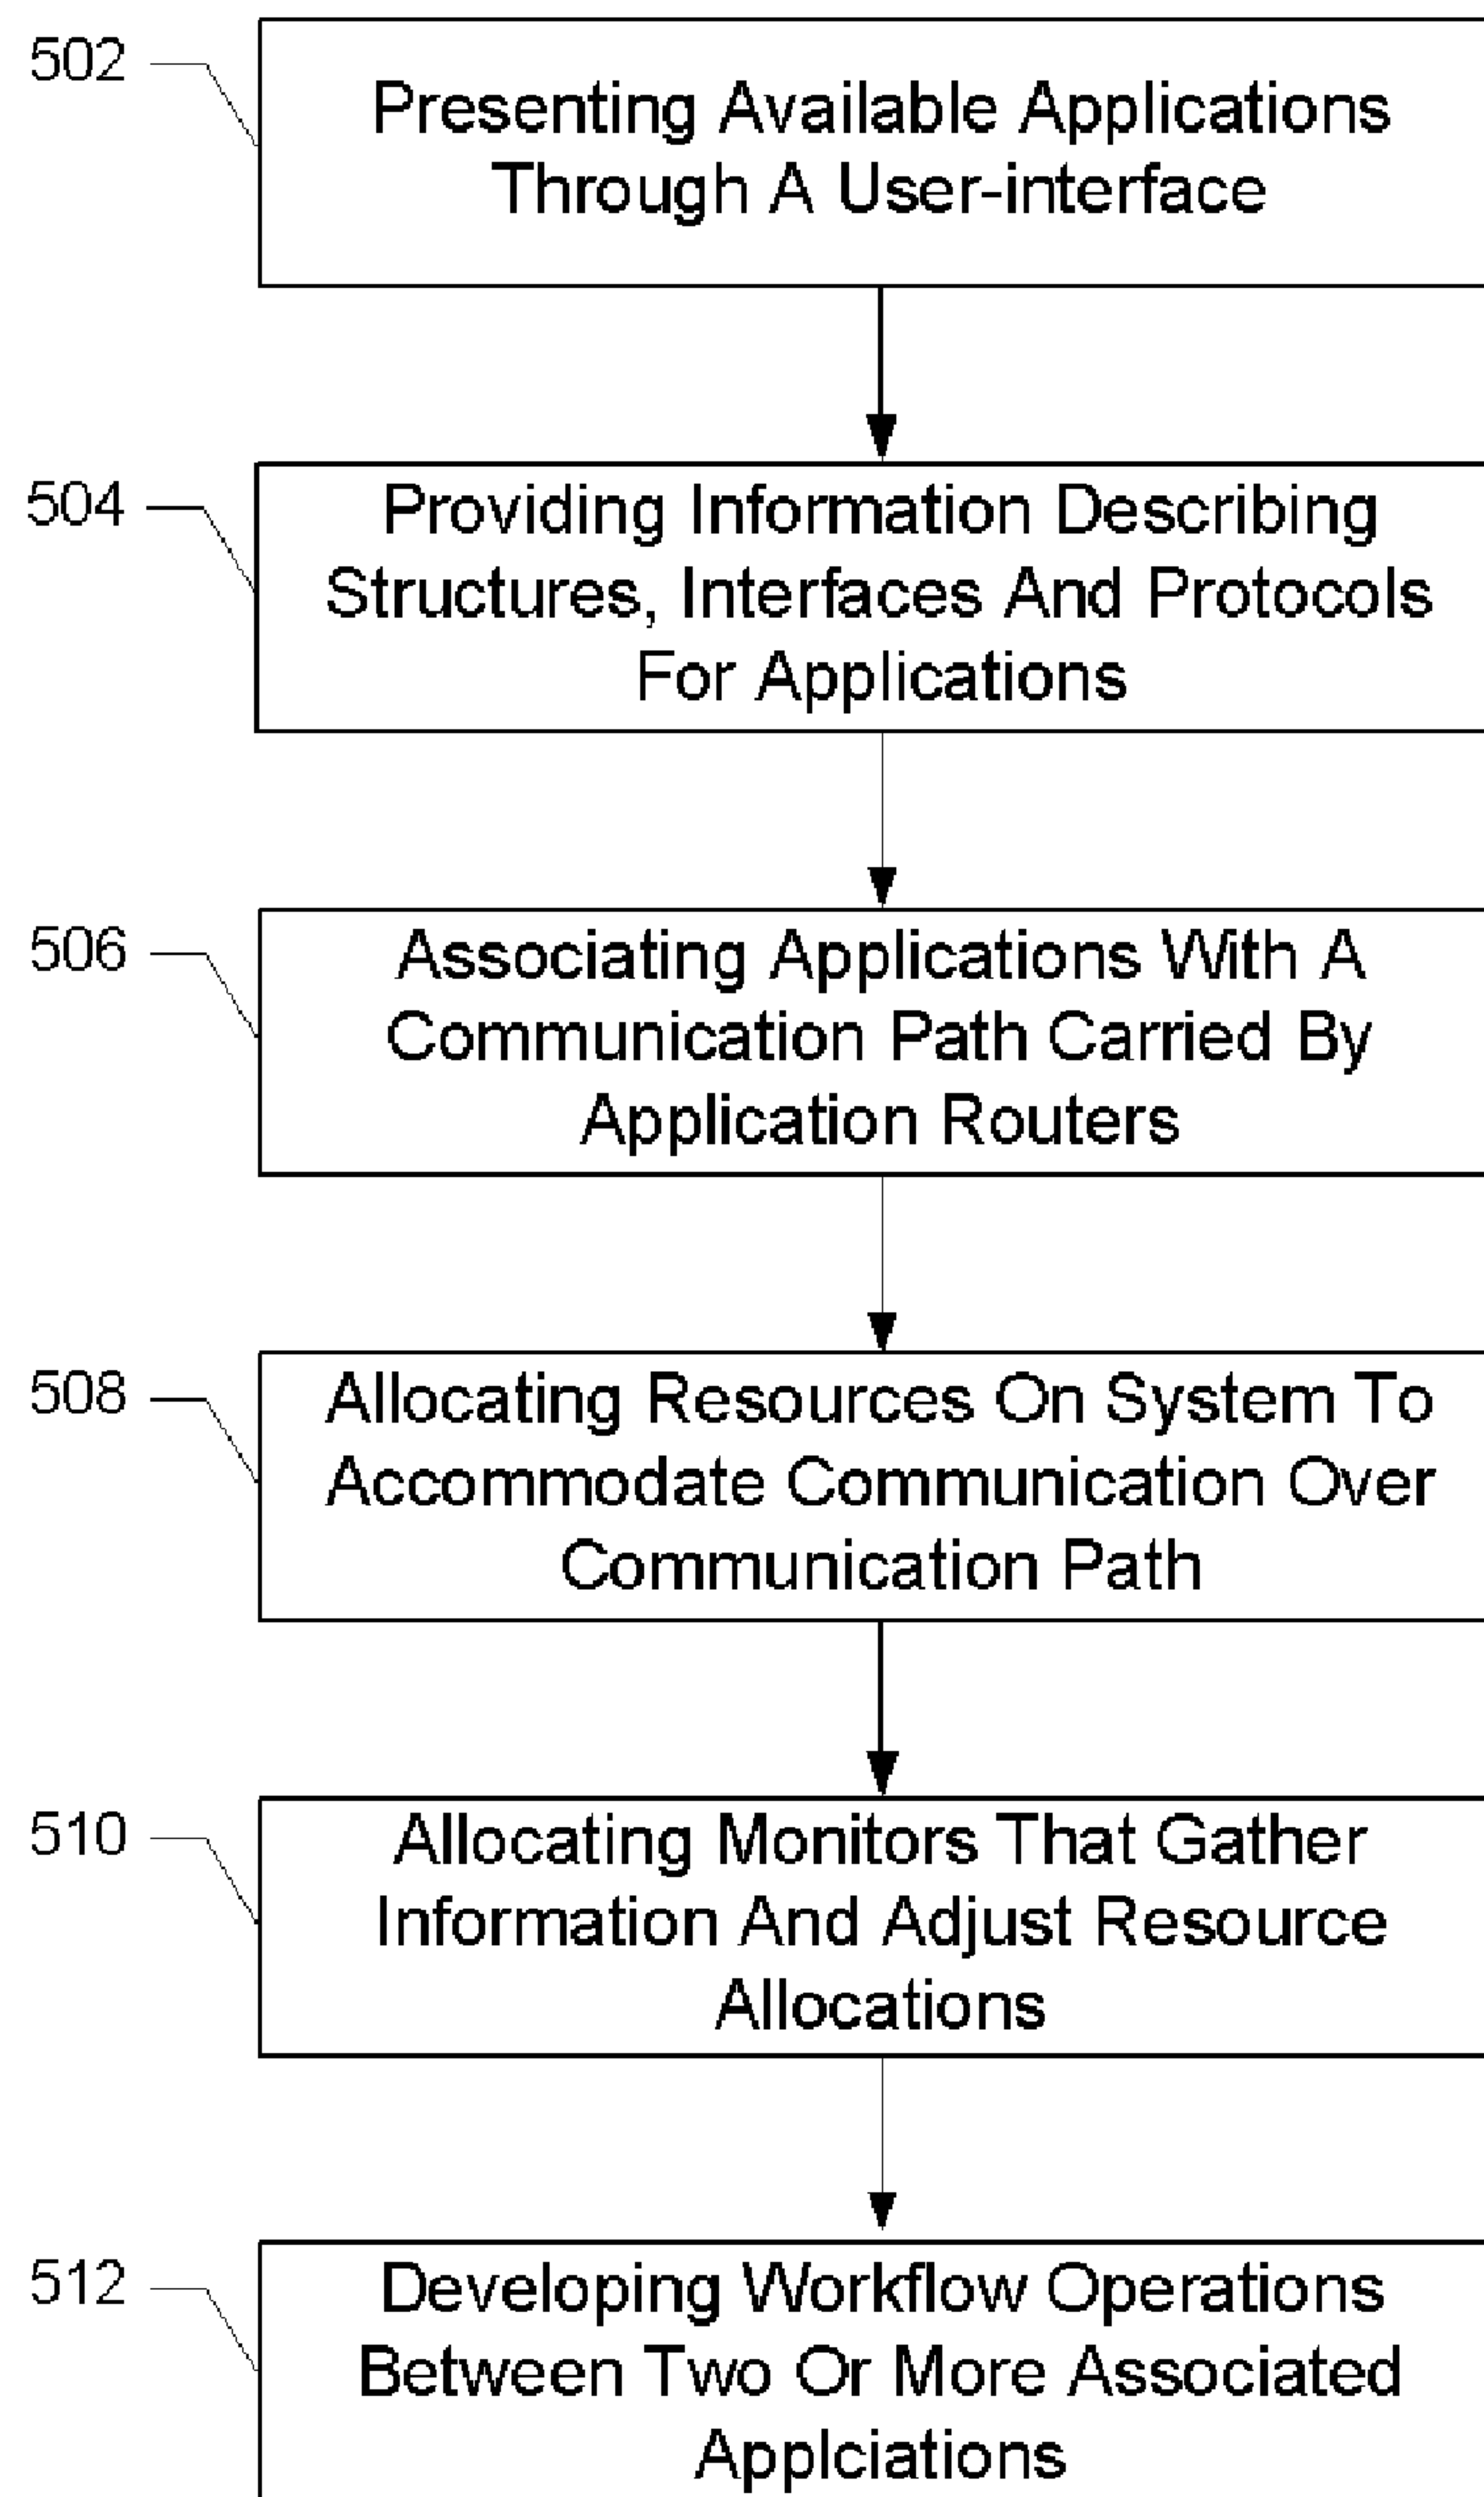 502
Presenting Available Applications
Through A User-interface
504
Providing Information Describing
Structures, Interfaces And Protocols
For Applications
506
Associating Applications With A
Communication Path Carried By
Application Routers
508
Allocating Resources On System To
Accommodate Communication Over
Communication Path
510
Allocating Monitors That Gather
Information And Adjust Resource
Allocations
512
Developing Workflow Operations
Between Two Or More Associated
Applciations